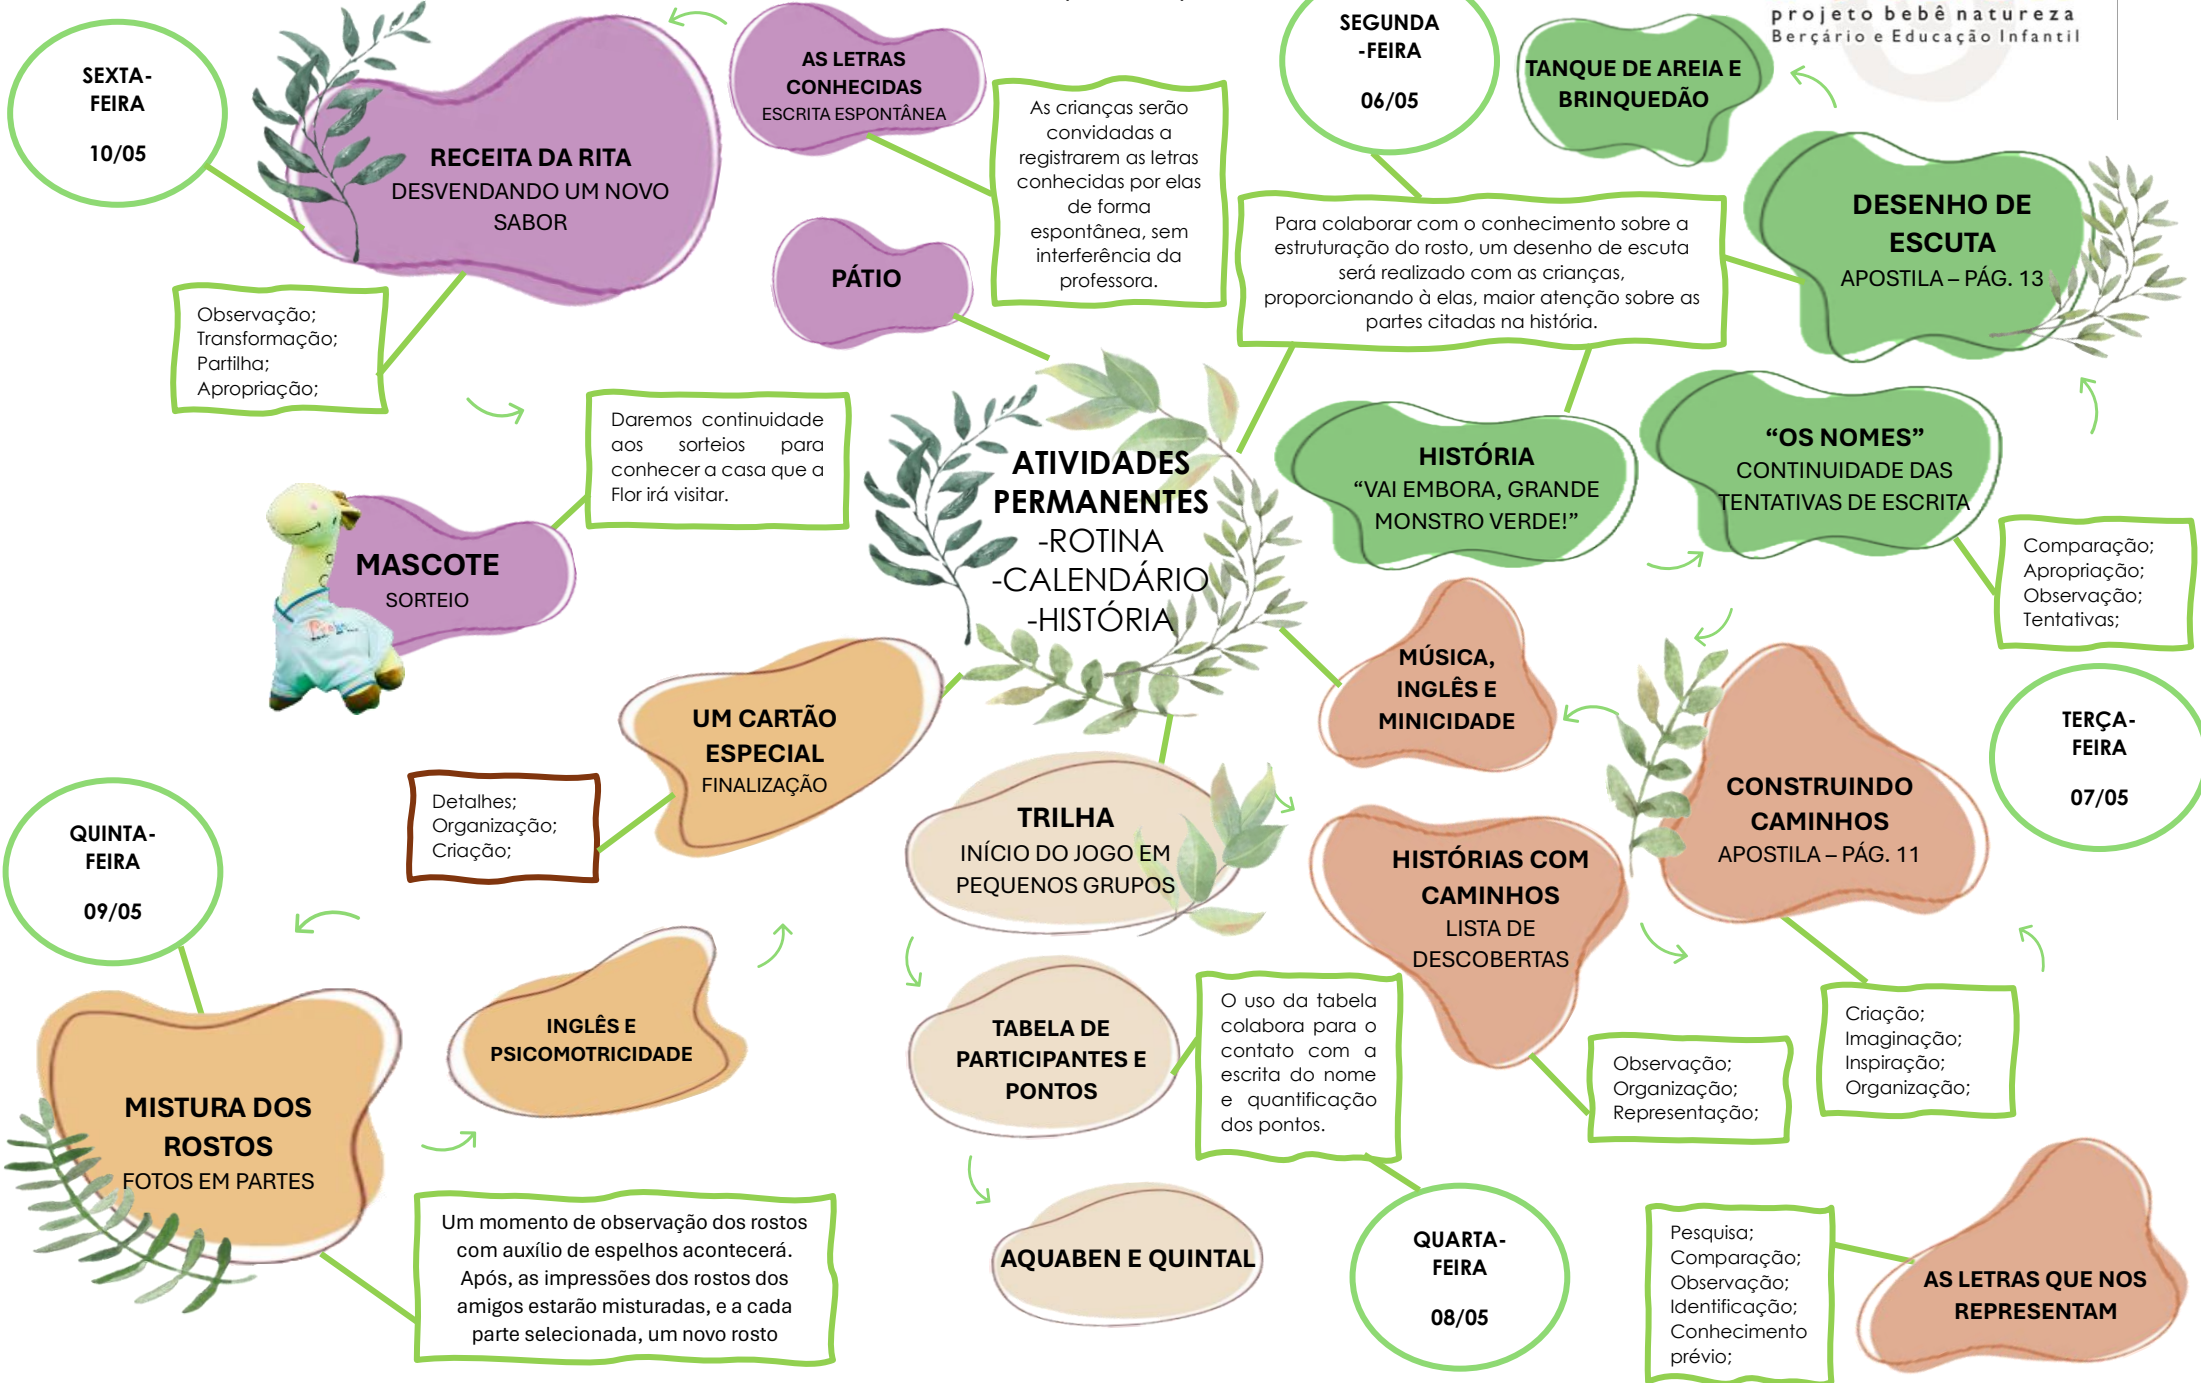 projeto bebê natureza
Berçário e Educação Infantil
SEGUNDA
-FEIRA
06/05
TANQUE DE AREIA E
BRINQUEDÃO
DESENHO DE
ESCUTA
APOSTILA – PÁG. 13
Para colaborar com o conhecimento sobre a
estruturação do rosto, um desenho de escuta
será realizado com as crianças,
proporcionando à elas, maior atenção sobre as
partes citadas na história.
HISTÓRIA
“VAI EMBORA, GRANDE
MONSTRO VERDE!”
“OS NOMES”
CONTINUIDADE DAS
TENTATIVAS DE ESCRITA
Comparação;
Apropriação;
Observação;
Tentativas;
SEXTA-
FEIRA
10/05
RECEITA DA RITA
DESVENDANDO UM NOVO
SABOR
AS LETRAS
CONHECIDAS
ESCRITA ESPONTÂNEA
As crianças serão
convidadas a
registrarem as letras
conhecidas por elas
de forma
espontânea, sem
interferência da
professora.
PÁTIO
Observação;
Transformação;
Partilha;
Apropriação;
Daremos continuidade
aos sorteios para
conhecer a casa que a
Flor irá visitar.
MASCOTE
SORTEIO
ATIVIDADES
PERMANENTES
-ROTINA
-CALENDÁRIO
-HISTÓRIA
MÚSICA,
INGLÊS E
MINICIDADE
TERÇA-
FEIRA
07/05
CONSTRUINDO
CAMINHOS
APOSTILA – PÁG. 11
HISTÓRIAS COM
CAMINHOS
LISTA DE
DESCOBERTAS
Criação;
Imaginação;
Inspiração;
Organização;
Observação;
Organização;
Representação;
Pesquisa;
Comparação;
Observação;
Identificação;
Conhecimento
prévio;
AS LETRAS QUE NOS
REPRESENTAM
UM CARTÃO
ESPECIAL
FINALIZAÇÃO
Detalhes;
Organização;
Criação;
TRILHA
INÍCIO DO JOGO EM
PEQUENOS GRUPOS
TABELA DE
PARTICIPANTES E
PONTOS
O uso da tabela
colabora para o
contato com a
escrita do nome
e quantificação
dos pontos.
AQUABEN E QUINTAL
QUARTA-
FEIRA
08/05
QUINTA-
FEIRA
09/05
INGLÊS E
PSICOMOTRICIDADE
MISTURA DOS
ROSTOS
FOTOS EM PARTES
Um momento de observação dos rostos
com auxílio de espelhos acontecerá.
Após, as impressões dos rostos dos
amigos estarão misturadas, e a cada
parte selecionada, um novo rosto